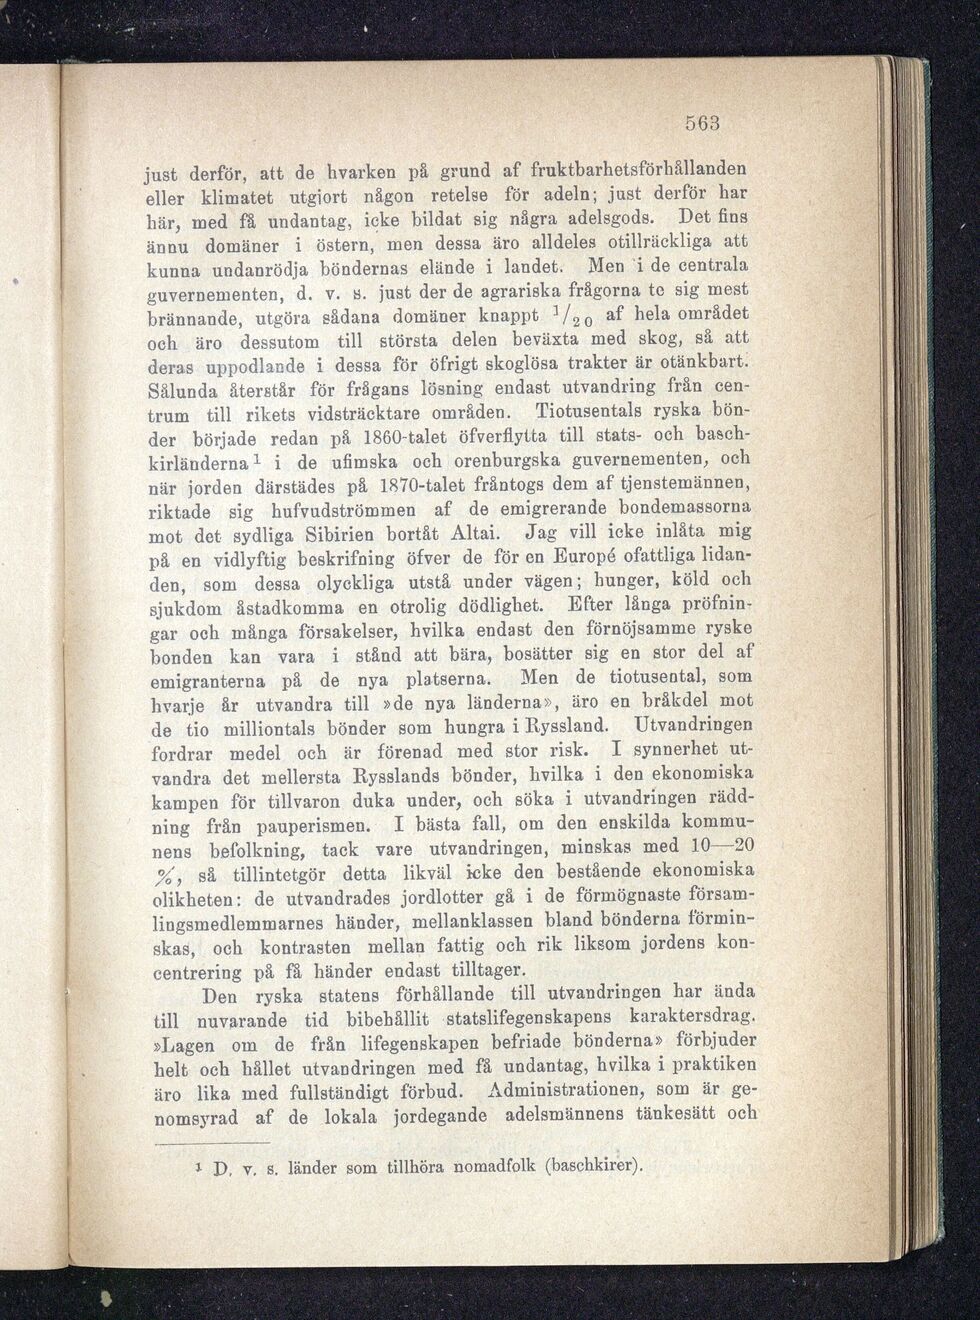 563
just derför, att de hvarken på grund af fruktbarhetsförhållanden
eller klimatet utgjort någon retelse för adeln; just derför har
här, med få undantag, icke bildat sig några adelsgods. Det fins
ännu domäner i östern, men dessa äro alldeles otillräckliga att
kunna undanrödja böndernas elände i landet. Men i de centrala
guvernementen, d. v. s. just der de agrariska frågorna te sig mest
brännande, utgöra sådana domäner knappt 1/20 af hela området
och äro dessutom till största delen beväxta med skog, så att
deras uppodlande i dessa för öfrigt skoglösa trakter är otänkbart.
Sålunda återstår för frågans lösning endast utvandring från cen-
trum till rikets vidsträcktare områden. Tiotusentals ryska bön-
der började redan på 1860-talet öfverflytta till stats- och basch-
kirländerna¹ i de ufimska och orenburgska guvernementen, och
när jorden därstädes på 1870-talet fråntogs dem af tjenstemännen,
riktade sig hufvudströmmen af de emigrerande bondemassorna
mot det sydliga Sibirien bortåt Altai. Jag vill icke inlåta mig
på en vidlyftig beskrifning öfver de för en Europé ofattliga lidan-
den, som dessa olyckliga utstå under vägen; hunger, köld och
sjukdom åstadkomma en otrolig dödlighet. Efter långa pröfnin-
gar och många försakelser, hvilka endast den förnöjsamme ryske
bonden kan vara i stånd att bära, bosätter sig en stor del af
emigranterna på de nya platserna. Men de tiotusental, som
hvarje år utvandra till »de nya länderna», äro en bråkdel mot
de tio milliontals bönder som hungra i Ryssland. Utvandringen
fordrar medel och är förenad med stor risk. I synnerhet ut-
vandra det mellersta Rysslands bönder, hvilka i den ekonomiska
kampen för tillvaron duka under, och söka i utvandringen rädd-
ning från pauperismen. I bästa fall, om den enskilda kommu-
nens befolkning, tack vare utvandringen, minskas med 10—20
%, så tillintetgör detta likväl icke den bestående ekonomiska
olikheten: de utvandrades jordlotter gå i de förmögnaste försam-
lingsmedlemmarnes händer, mellanklassen bland bönderna förmin-
skas, och kontrasten mellan fattig och rik liksom jordens kon-
centrering på få händer endast tilltager.
Den ryska statens förhållande till utvandringen har ända
till nuvarande tid bibehållit statslifegenskapens karaktersdrag.
»Lagen om de från lifegenskapen befriade bönderna» förbjuder
helt och hållet utvandringen med få undantag, hvilka i praktiken
äro lika med fullständigt förbud. Administrationen, som är ge-
nomsyrad af de lokala jordegande adelsmännens tänkesätt och
¹ D. v. s. länder som tillhöra nomadfolk (baschkirer).